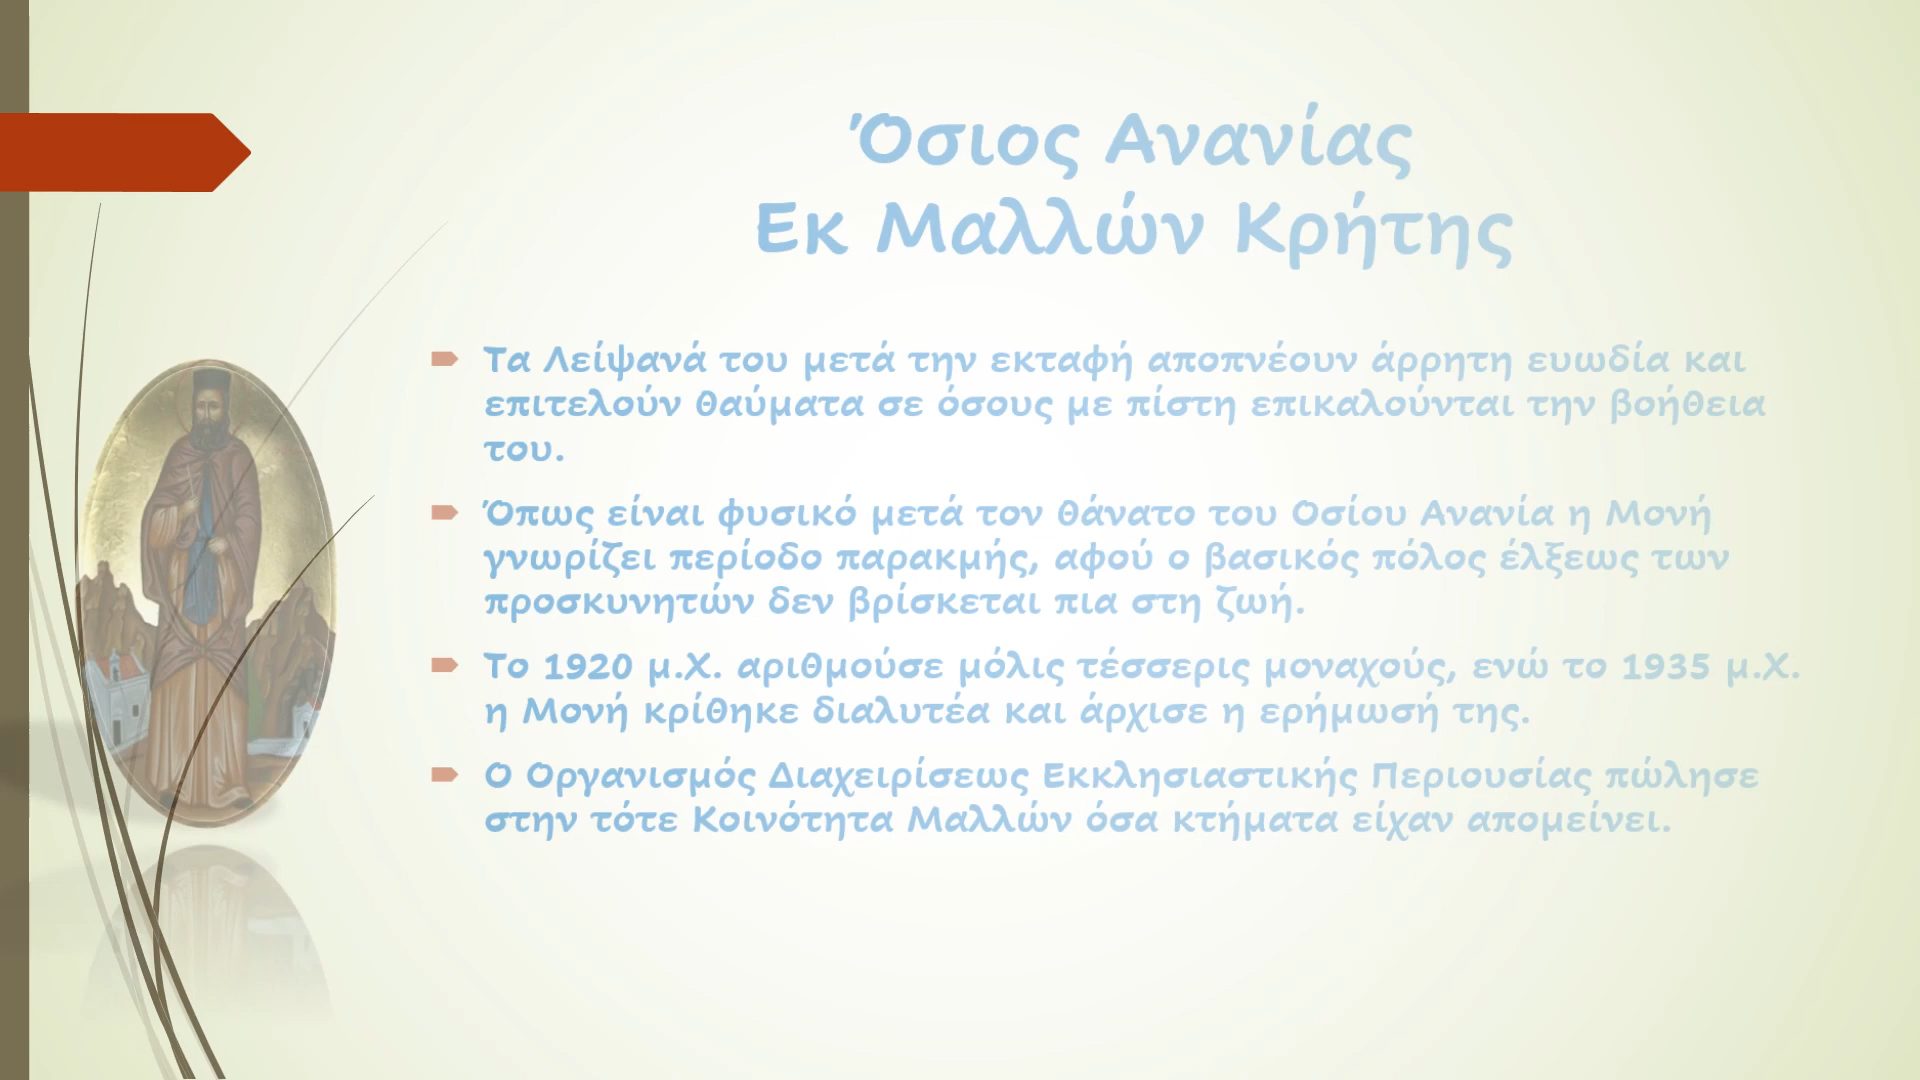 Όσιος Ανανίας
Εκ Μαλλών Κρήτης
Τα Λείψανά του μετά την εκταφή αποπνέουν άρρητη ευωδία και
επιτελούν θαύματα σε όσους με πίστη επικαλούνται την βοήθεια
του.
Όπως είναι φυσικό μετά τον θάνατο του Οσίου Ανανία η Μονή
γνωρίζει περίοδο παρακμής, αφού ο βασικός πόλος έλξεως των
προσκυνητών δεν βρίσκεται πια στη ζωή.
Το 1920 μ.Χ. αριθμούσε μόλις τέσσερις μοναχούς, ενώ το 1935 μ.Χ.
η Μονή κρίθηκε διαλυτέα και άρχισε η ερήμωσή της.
Ο Οργανισμός Διαχειρίσεως Εκκλησιαστικής Περιουσίας πώλησε
στην τότε Κοινότητα Μαλλών όσα κτήματα είχαν απομείνει.